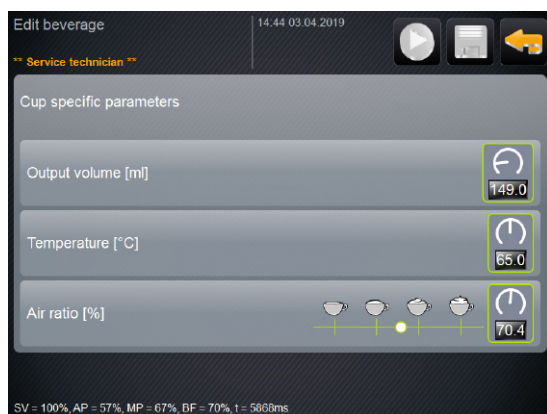 Edit beverage
14:44 03.04.2019
** Service technician **
Cup specific parameters
Output volume [ml]
149.0
Temperature [°C]
65.0
Air ratio [%]
70.4
SV = 100%, AP = 57%, MP = 67%, BF = 70%, t = 5868ms